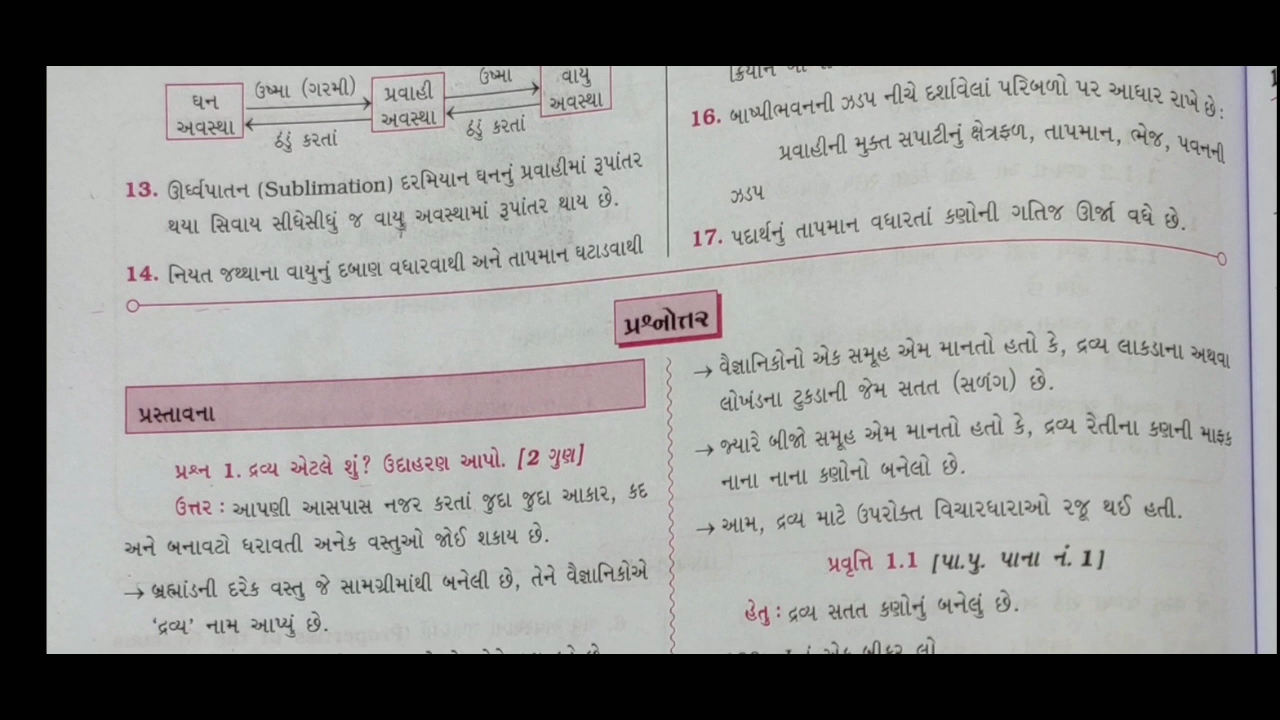 ઘન
અવસ્થા
ઉષ્મા (ગરમી)
ઠંડું કરતાં
પ્રવાહી
અવસ્થા
ઉષ્મા
ઠંડું કરતાં
વાયુ
અવસ્થા
13. ઊર્ધ્વપાતન (Sublimation) દરમિયાન ઘનનું પ્રવાહીમાં રૂપાંતર
થયા સિવાય સીધેસીધું જ વાયુ અવસ્થામાં રૂપાંતર થાય છે.
14. નિયત જથ્થાના વાયુનું દબાણ વધારવાથી અને તાપમાન ઘટાડવાથી
16. બાષ્પીભવનની ઝડપ નીચે દર્શાવેલાં પરિબળો પર આધાર રાખે છે:
પ્રવાહીની મુક્ત સપાટીનું ક્ષેત્રફળ, તાપમાન, ભેજ, પવનની
ઝડપ
17. પદાર્થનું તાપમાન વધારતાં કણોની ગતિજ ઊર્જા વધે છે.
પ્રશ્નોત્તર
પ્રસ્તાવના
પ્રશ્ન 1. દ્રવ્ય એટલે શું? ઉદાહરણ આપો. [2 ગુણ]
ઉત્તર : આપણી આસપાસ નજર કરતાં જુદા જુદા આકાર, કદ
અને બનાવટો ધરાવતી અનેક વસ્તુઓ જોઈ શકાય છે.
→ બ્રહ્માંડની દરેક વસ્તુ જે સામગ્રીમાંથી બનેલી છે, તેને વૈજ્ઞાનિકોએ
‘દ્રવ્ય’ નામ આપ્યું છે.
→ વૈજ્ઞાનિકોનો એક સમૂહ એમ માનતો હતો કે, દ્રવ્ય લાકડાના અથવા
લોખંડના ટુકડાની જેમ સતત (સળંગ) છે.
→ જ્યારે બીજો સમૂહ એમ માનતો હતો કે, દ્રવ્ય રેતીના કણની માફક
નાના નાના કણોનો બનેલો છે.
→ આમ, દ્રવ્ય માટે ઉપરોક્ત વિચારધારાઓ રજૂ થઈ હતી.
પ્રવૃત્તિ 1.1 [પા.પુ. પાના નં. 1]
હેતુ : દ્રવ્ય સતત કણોનું બનેલું છે.